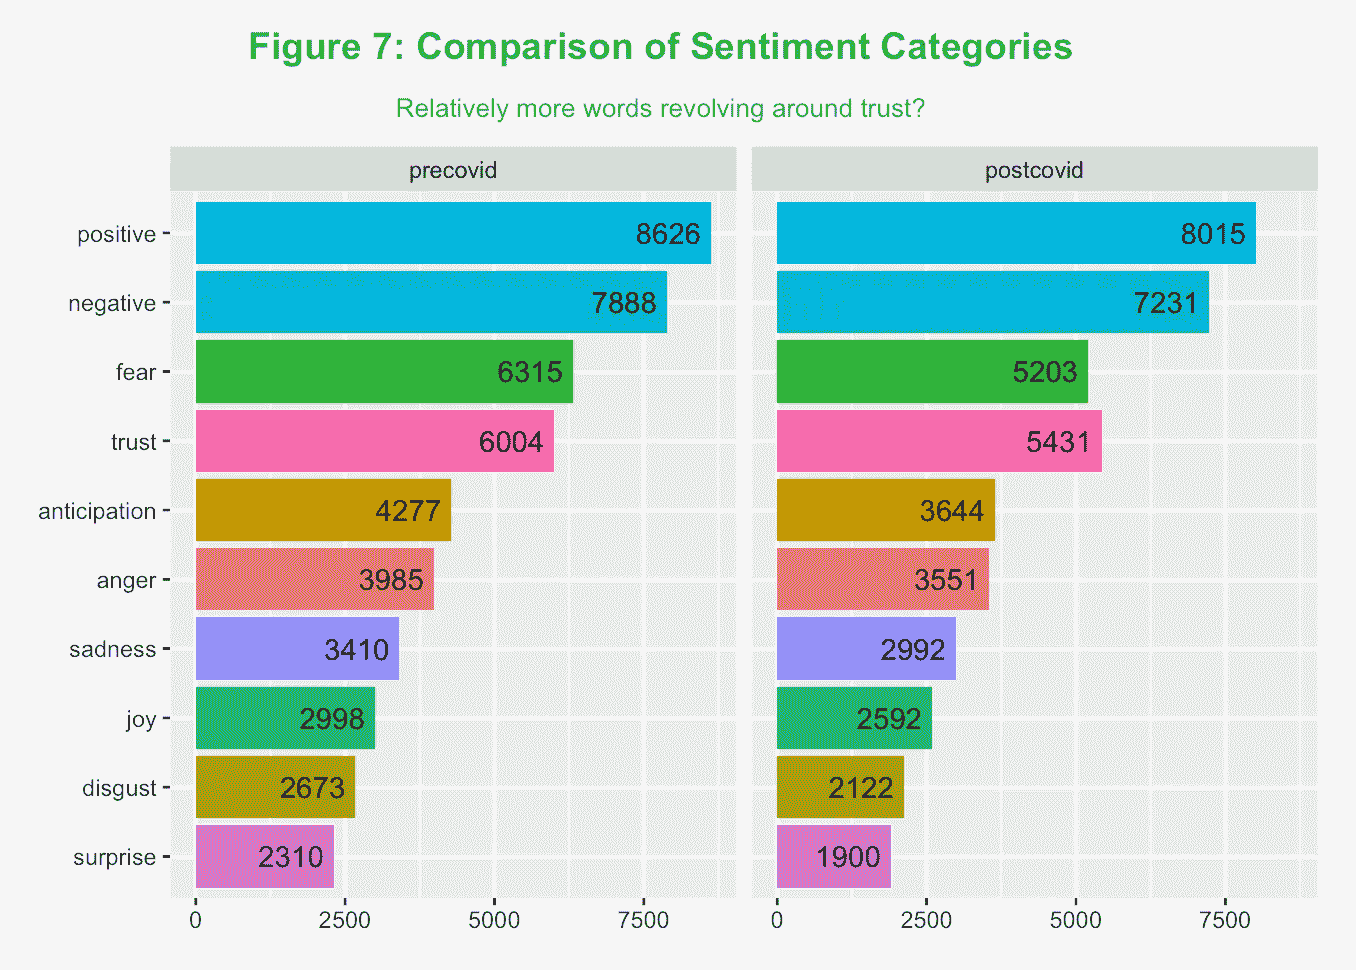 Figure 7: Comparison of Sentiment Categories
Relatively more words revolving around trust?
precovid
postcovid
positive 8626 8015
negative 7888 7231
fear 6315 5203
trust 6004 5431
anticipation 4277 3644
anger 3985 3551
sadness 3410 2992
joy 2998 2592
disgust 2673 2122
surprise 2310 1900
0 2500 5000 7500
0 2500 5000 7500